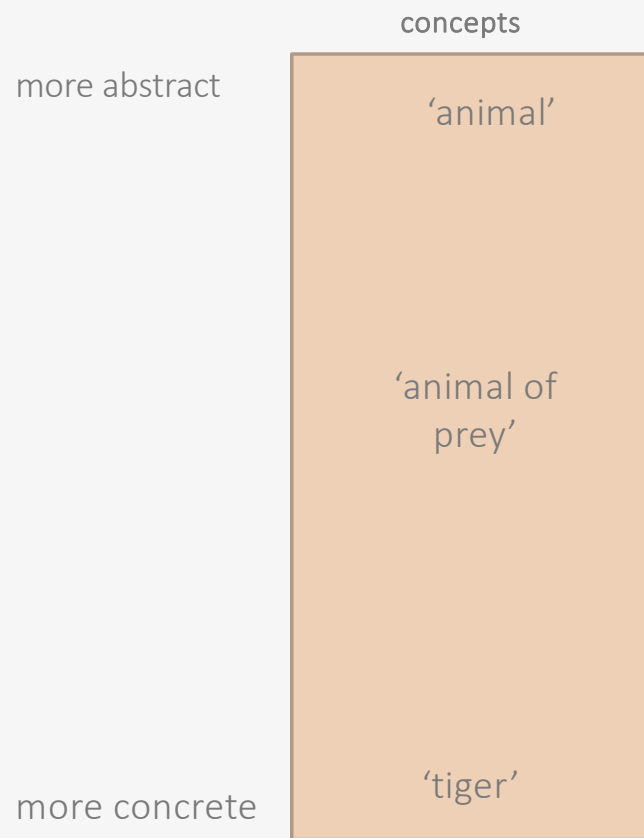 concepts
more abstract
‘animal’
‘animal of
prey’
‘tiger’
more concrete